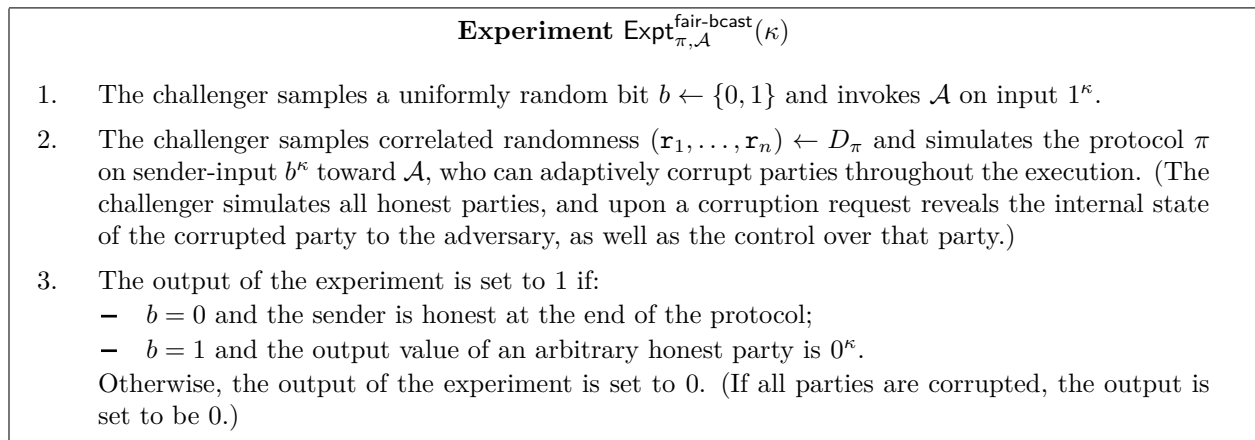 Experiment Expt^{fair-bcast}_{π,𝒜}(κ)
1. The challenger samples a uniformly random bit b ← {0, 1} and invokes 𝒜 on input 1^κ.
2. The challenger samples correlated randomness (r_1, . . . , r_n) ← D_π and simulates the protocol π
on sender-input b^κ toward 𝒜, who can adaptively corrupt parties throughout the execution. (The
challenger simulates all honest parties, and upon a corruption request reveals the internal state
of the corrupted party to the adversary, as well as the control over that party.)
3. The output of the experiment is set to 1 if:
– b = 0 and the sender is honest at the end of the protocol;
– b = 1 and the output value of an arbitrary honest party is 0^κ.
Otherwise, the output of the experiment is set to 0. (If all parties are corrupted, the output is
set to be 0.)